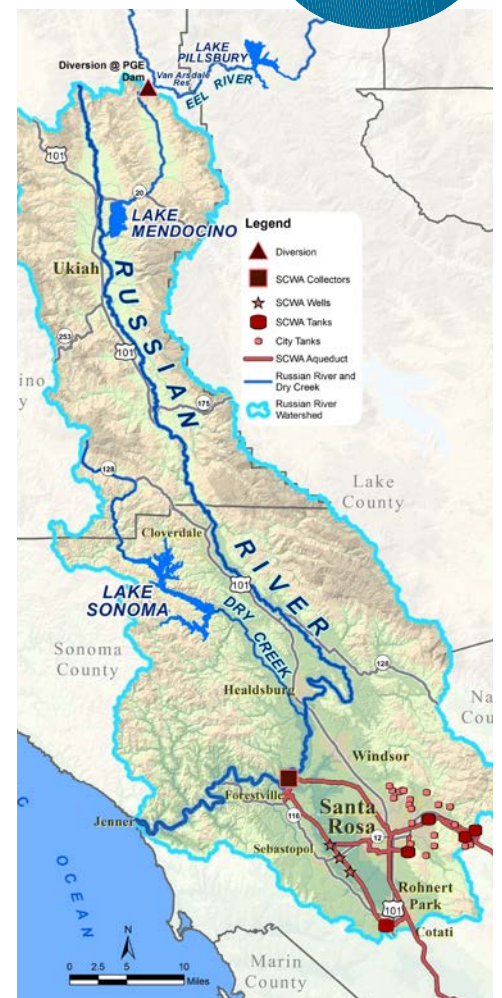 LAKE
PILLSBURY
Diversion @ PGE
Dam
Van Arsdale
Res.
EEL RIVER
101
20
LAKE
MENDOCINO
Ukiah
RUSSIAN
RIVER
253
101
175
128
Cloverdale
101
LAKE
SONOMA
DRY CREEK
Sonoma
County
Lake
County
128
Healdsburg
Windsor
Forestville
Santa
Rosa
116
12
Jenner
Sebastopol
Rohnert
Park
101
Cotati
OCEAN
Marin
County
N
0 2.5 5 10
Miles
Legend
Diversion
SCWA Collectors
SCWA Wells
SCWA Tanks
City Tanks
SCWA Aqueduct
Russian River and
Dry Creek
Russian River
Watershed